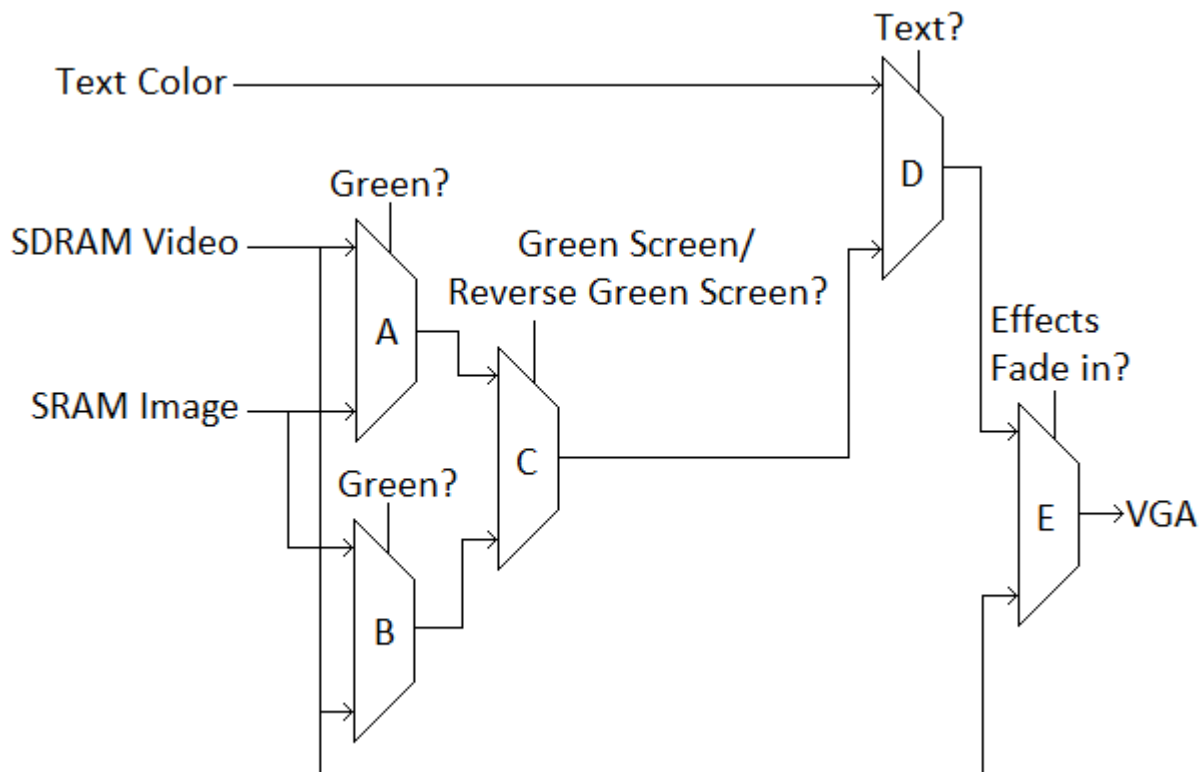 Text?
Text Color
D
Green?
SDRAM Video
Green Screen/
Reverse Green Screen?
A
Effects
Fade in?
SRAM Image
C
Green?
E
VGA
B